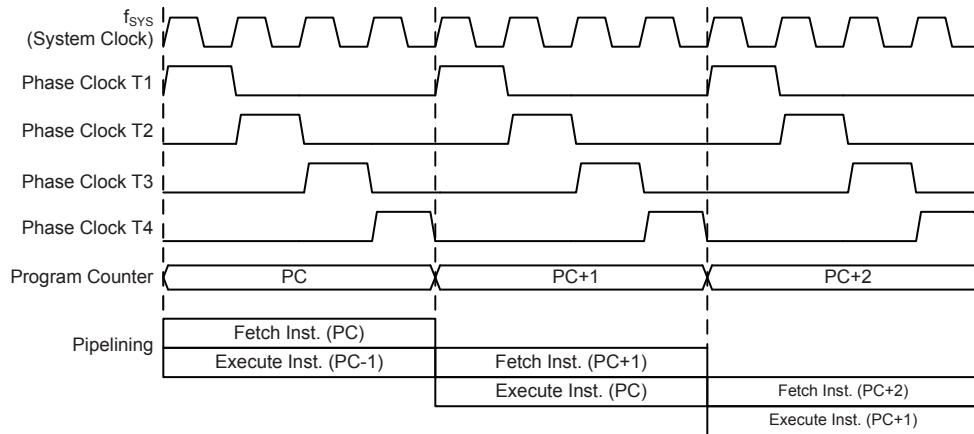 fSYS
(System Clock)
Phase Clock T1
Phase Clock T2
Phase Clock T3
Phase Clock T4
Program Counter
PC
PC+1
PC+2
Pipelining
Fetch Inst. (PC)
Execute Inst. (PC-1)
Fetch Inst. (PC+1)
Execute Inst. (PC)
Fetch Inst. (PC+2)
Execute Inst. (PC+1)